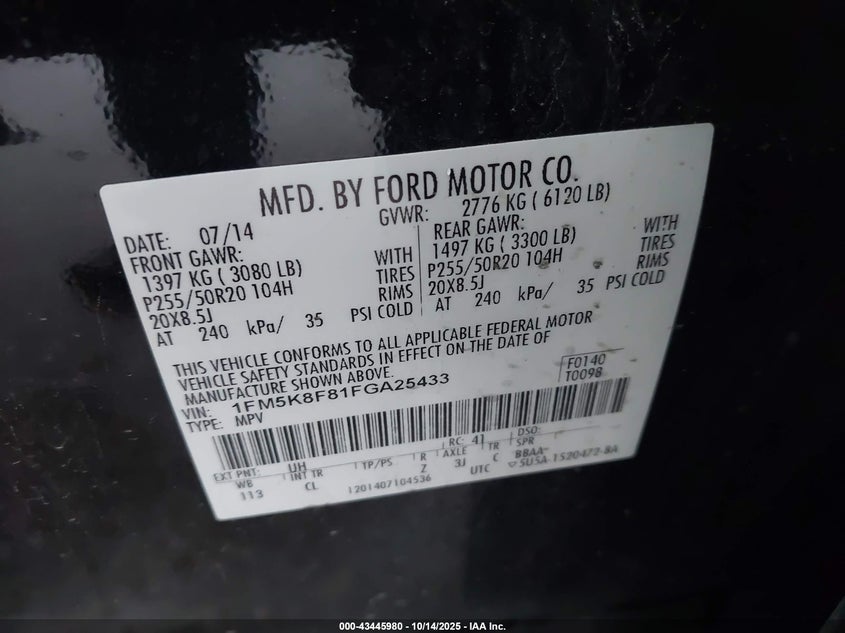 MFD. BY FORD MOTOR CO.
DATE: 07/14 GVWR: 2776 KG ( 6120 LB)
FRONT GAWR: REAR GAWR:
1397 KG ( 3080 LB) WITH 1497 KG ( 3300 LB) WITH
P255/50R20 104H TIRES P255/50R20 104H TIRES
20X8.5J RIMS 20X8.5J RIMS
AT 240 kPa/ 35 PSI COLD AT 240 kPa/ 35 PSI COLD
THIS VEHICLE CONFORMS TO ALL APPLICABLE FEDERAL MOTOR
VEHICLE SAFETY STANDARDS IN EFFECT ON THE DATE OF
MANUFACTURE SHOWN ABOVE.
F0140
T0098
VIN: 1FM5K8F81FGA25433
TYPE: MPV
EXT PNT: UH RC: 41 DSO:
WB INT TR TP/PS R AXLE TR SPR
113 CL Z 3J C BBAA-
1201407104536 UTC ▽5U5A-1520472-8A
000-43445980 - 10/14/2025 - IAA Inc.